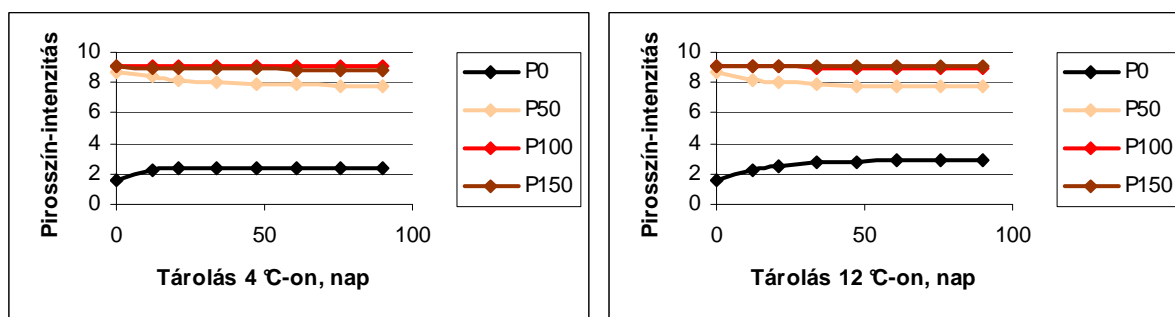 Pirosszín-intenzitás
10
8
6
4
2
0
0 50 100
Tárolás 4 °C-on, nap
P0
P50
P100
P150
Pirosszín-intenzitás
10
8
6
4
2
0
0 50 100
Tárolás 12 °C-on, nap
P0
P50
P100
P150